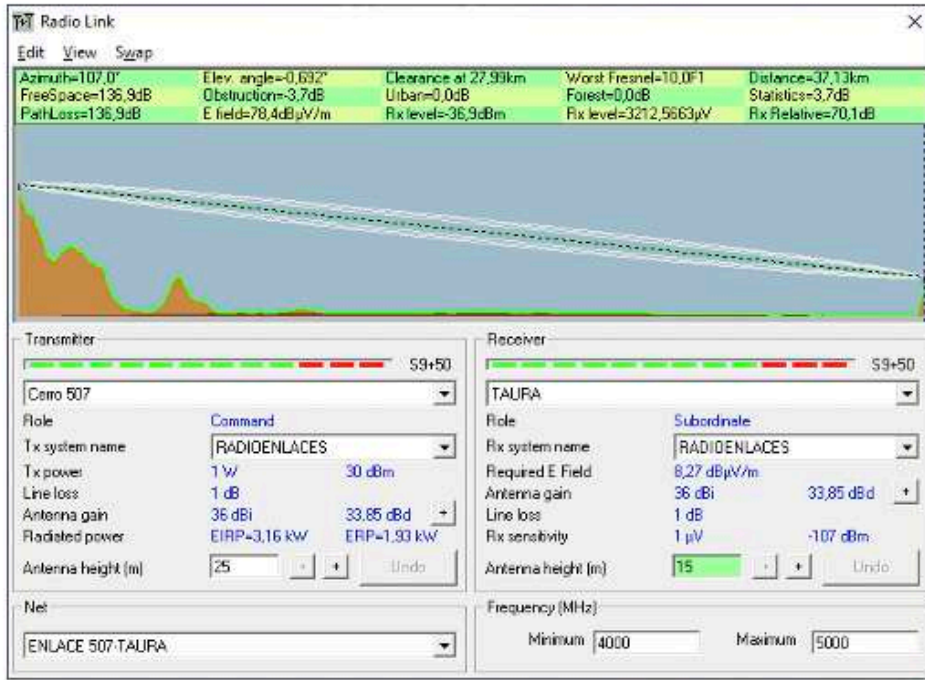 Radio Link
Edit View Swap
Azimuth=107,0° Elev. angle=-0,692° Clearance at 27,99km Worst Fresnel=10,0F1 Distance=37,13km
FreeSpace=136,9dB Obstruction=-3,7dB Urban=0,0dB Forest=0,0dB Statistics=3,7dB
PathLoss=136,9dB E field=78,4dBµV/m Rx level=-36,9dBm Rx level=3212,5663µV Rx Relative=70,1dB
Transmitter
S9+50
Cerro 507
Role Command
Tx system name RADIOENLACES
Tx power 1 W 30 dBm
Line loss 1 dB
Antenna gain 36 dBi 33,85 dBd +
Radiated power EIRP=3,16 kW ERP=1,93 kW
Antenna height (m) 25 - + Undo
Net
ENLACE 507-TAURA
Receiver
S9+50
TAURA
Role Subordinate
Rx system name RADIOENLACES
Required E Field 8,27 dBµV/m
Antenna gain 36 dBi 33,85 dBd +
Line loss 1 dB
Rx sensitivity 1 µV -107 dBm
Antenna height (m) 15 - + Undo
Frequency (MHz)
Minimum 4000 Maximum 5000